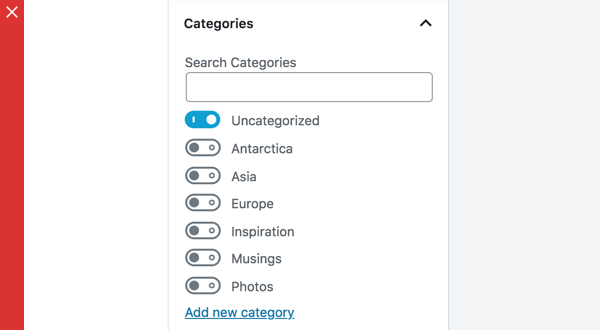 Categories
Search Categories
Uncategorized
Antarctica
Asia
Europe
Inspiration
Musings
Photos
Add new category